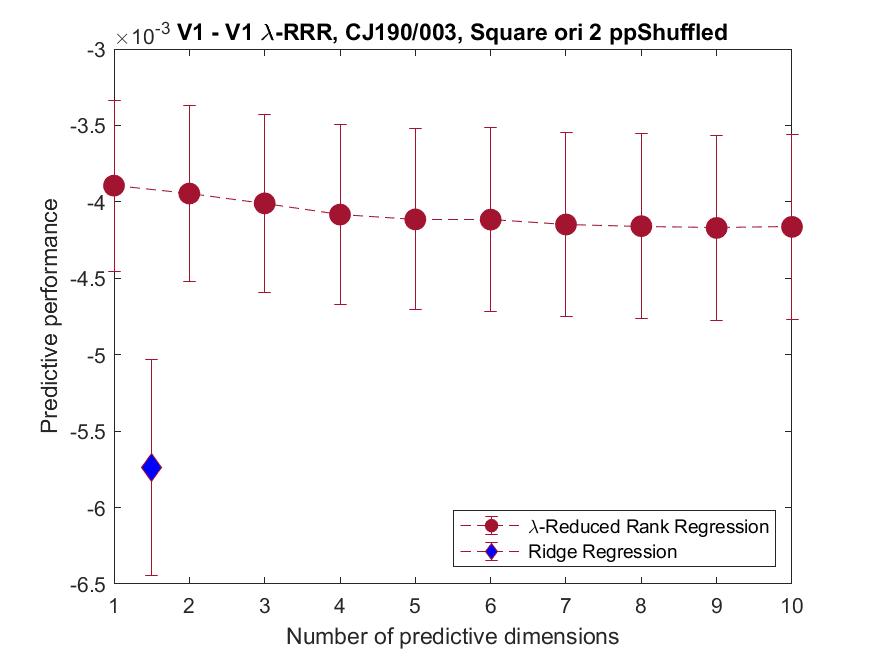 ×10-3 V1 - V1 λ-RRR, CJ190/003, Square ori 2 ppShuffled
-3
-3.5
-4
-4.5
-5
-5.5
-6
-6.5
Predictive performance
λ-Reduced Rank Regression
Ridge Regression
1 2 3 4 5 6 7 8 9 10
Number of predictive dimensions